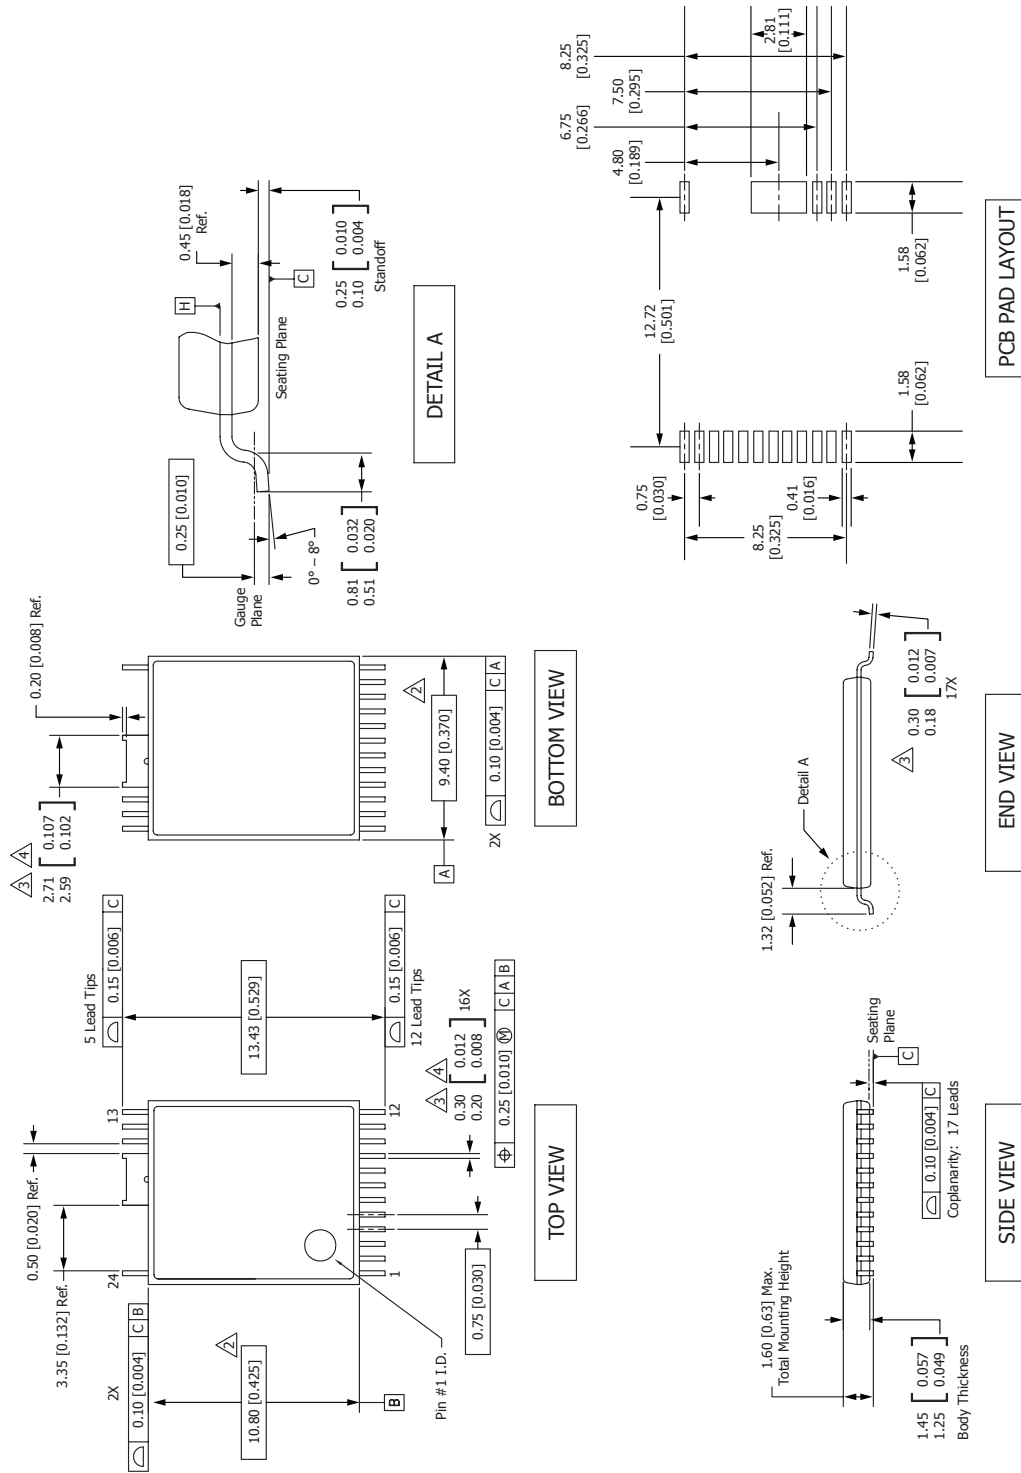 2X
0.10 [0.004] C B
3.35 [0.132] Ref.
0.50 [0.020] Ref.
24
13
10.80 [0.425]
2
B
Pin #1 I.D.
1
12
0.75 [0.030]
5 Lead Tips
0.15 [0.006] C
13.43 [0.529]
0.15 [0.006] C
12 Lead Tips
3 4
0.30 [0.012] 16X
0.20 [0.008]
0.25 [0.010] M C A B
TOP VIEW
3 4
2.71 [0.107]
2.59 [0.102]
0.20 [0.008] Ref.
A
9.40 [0.370]
2
2X
0.10 [0.004] C A
BOTTOM VIEW
Gauge
Plane
0.25 [0.010]
0° – 8°
0.81 [0.032]
0.51 [0.020]
H
0.45 [0.018]
Ref.
Seating Plane
C
0.25 [0.010]
0.10 [0.004]
Standoff
DETAIL A
1.60 [0.63] Max.
Total Mounting Height
1.45 [0.057]
1.25 [0.049]
Body Thickness
Seating
Plane
C
0.10 [0.004] C
Coplanarity: 17 Leads
SIDE VIEW
1.32 [0.052] Ref.
Detail A
3
0.30 [0.012]
0.18 [0.007]
17X
END VIEW
0.75
[0.030]
8.25
[0.325]
0.41
[0.016]
1.58
[0.062]
12.72
[0.501]
4.80
[0.189]
6.75
[0.266]
7.50
[0.295]
8.25
[0.325]
2.81
[0.111]
1.58
[0.062]
PCB PAD LAYOUT